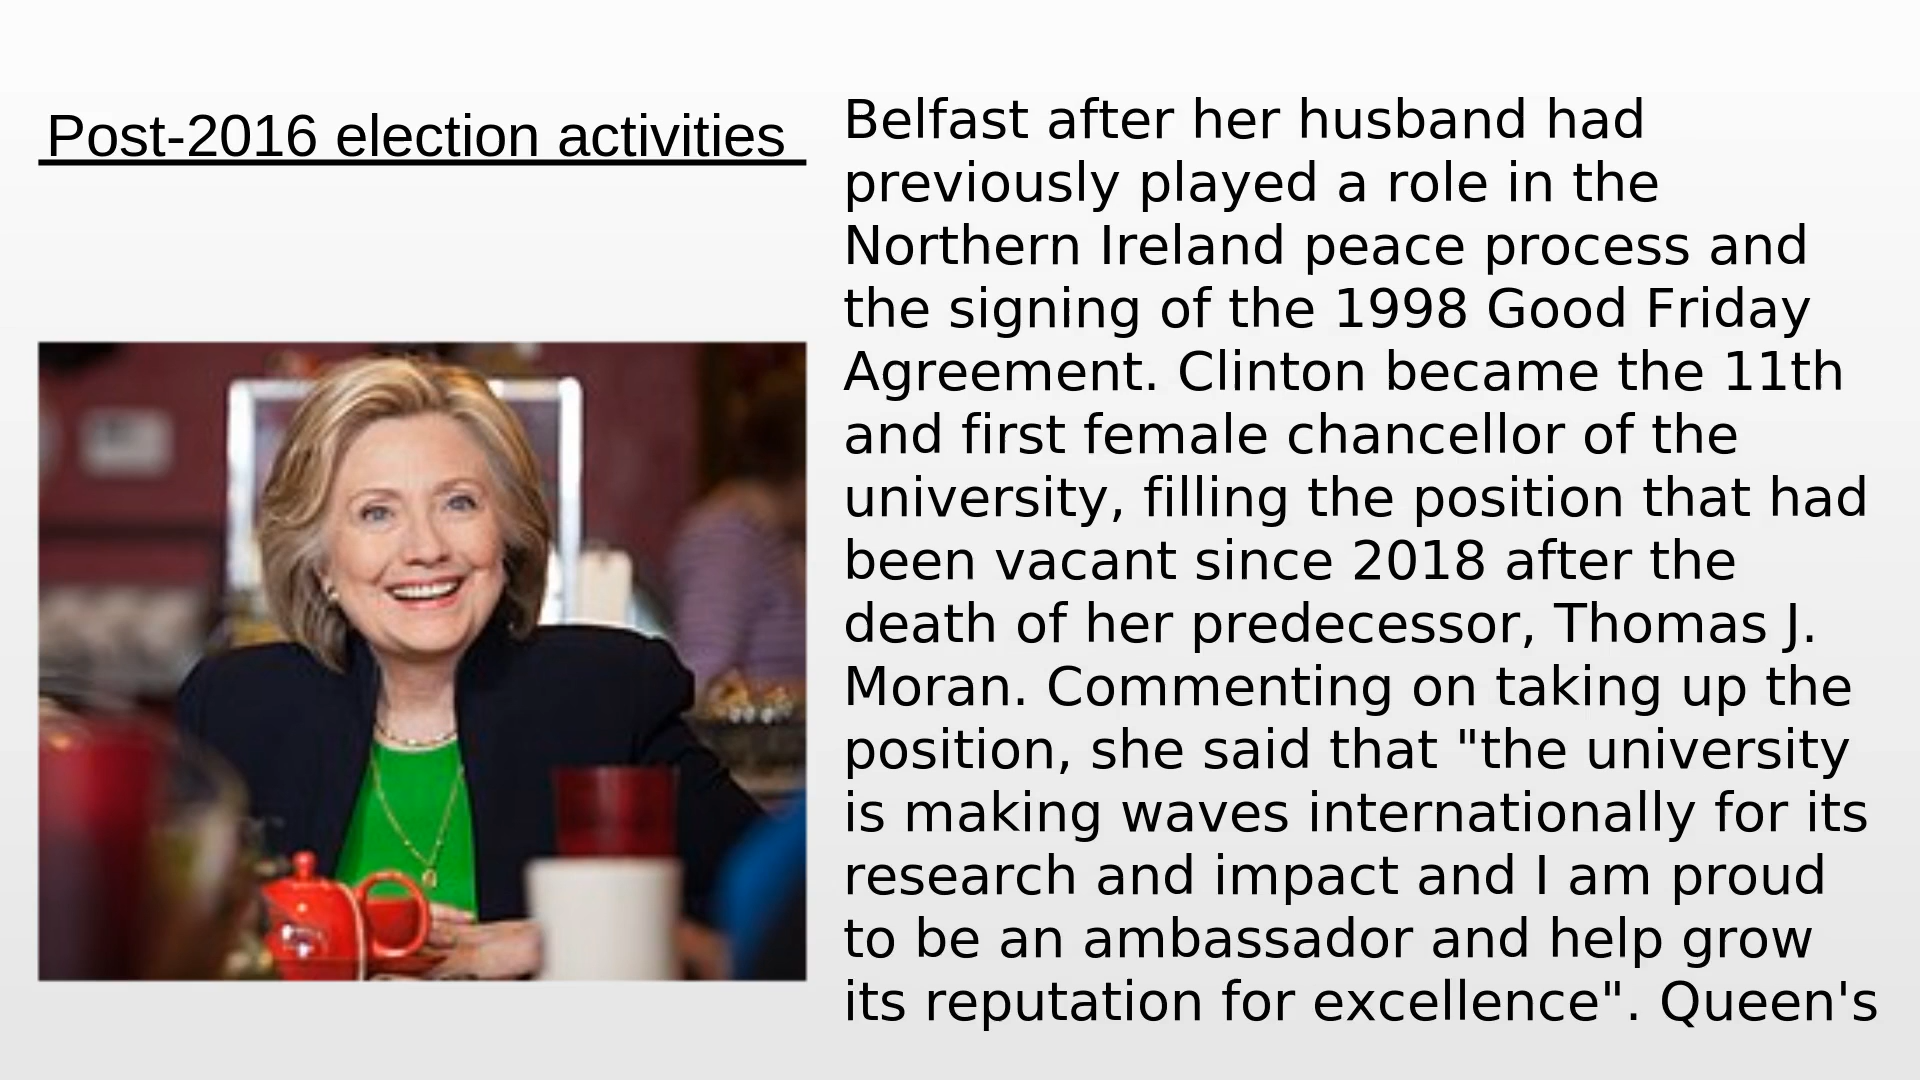 Post-2016 election activities
Belfast after her husband had
previously played a role in the
Northern Ireland peace process and
the signing of the 1998 Good Friday
Agreement. Clinton became the 11th
and first female chancellor of the
university, filling the position that had
been vacant since 2018 after the
death of her predecessor, Thomas J.
Moran. Commenting on taking up the
position, she said that "the university
is making waves internationally for its
research and impact and I am proud
to be an ambassador and help grow
its reputation for excellence". Queen's